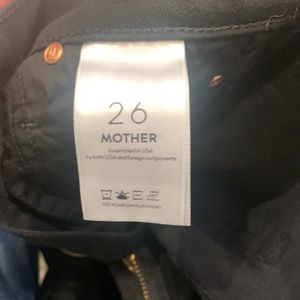 26
MOTHER
Assembled in USA
by both USA and foreign components
DO YOUR OWN LAUNDRY